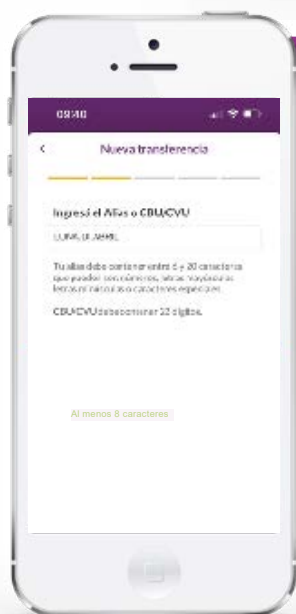 09:40
Nueva transferencia
Ingresá el Alias o CBU/CVU
Tu alias debe contener entre 6 y 20 caracteres
que pueden ser: números, letras mayúsculas
letras minúsculas o caracteres especiales
CBU/CVU debe contener 22 dígitos.
Al menos 8 caracteres